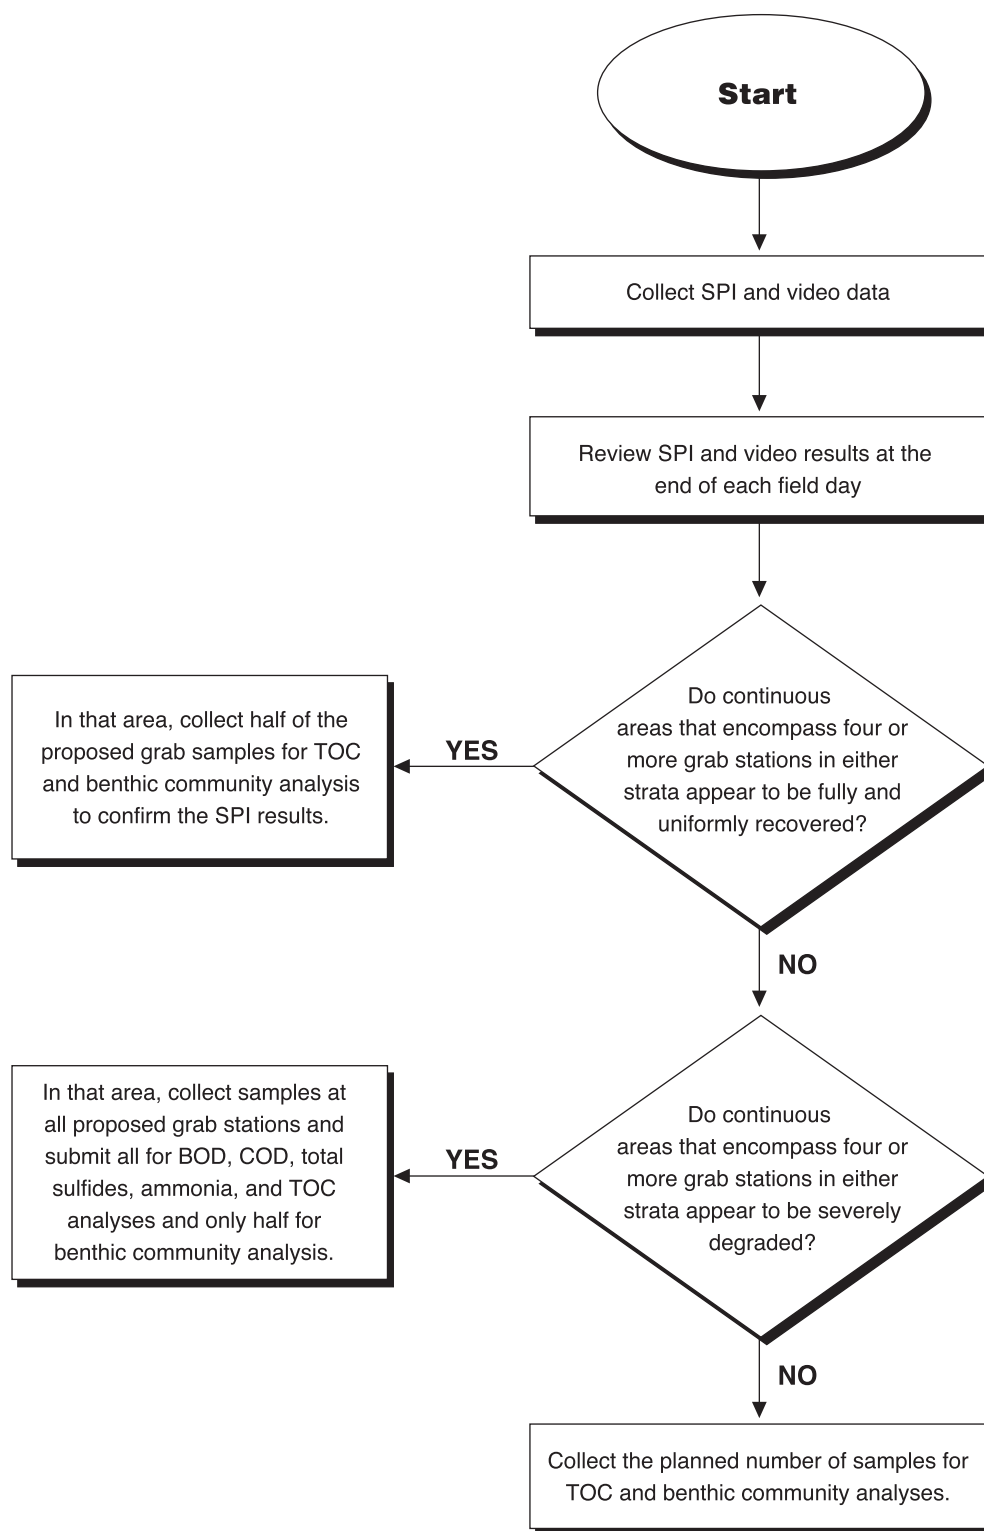 Start
Collect SPI and video data
Review SPI and video results at the
end of each field day
Do continuous
areas that encompass four or
more grab stations in either
strata appear to be fully and
uniformly recovered?
YES
In that area, collect half of the
proposed grab samples for TOC
and benthic community analysis
to confirm the SPI results.
NO
Do continuous
areas that encompass four or
more grab stations in either
strata appear to be severely
degraded?
YES
In that area, collect samples at
all proposed grab stations and
submit all for BOD, COD, total
sulfides, ammonia, and TOC
analyses and only half for
benthic community analysis.
NO
Collect the planned number of samples for
TOC and benthic community analyses.